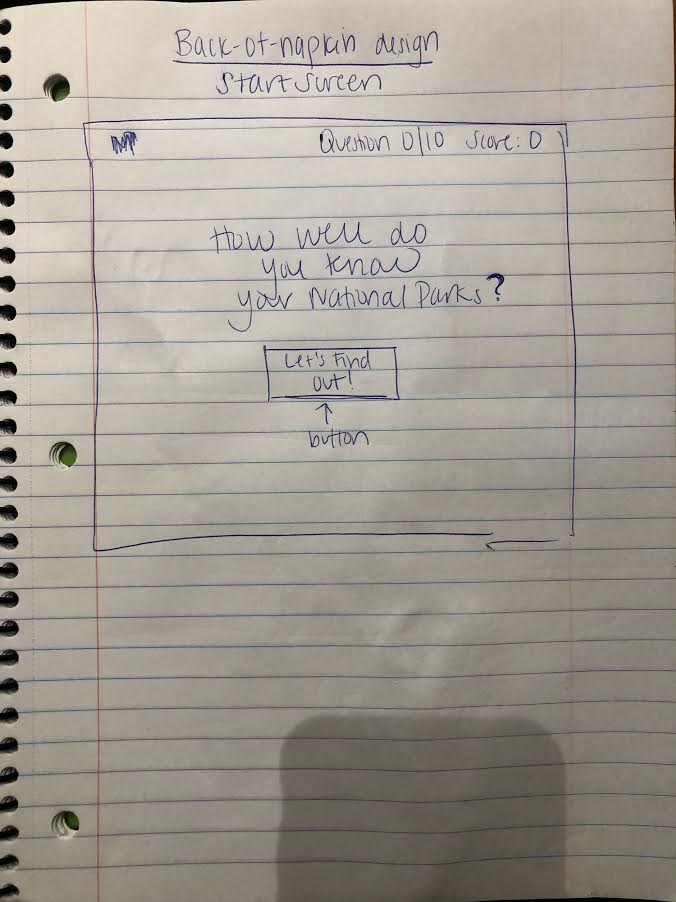 Back-of-napkin design
Start Screen
Question 0/10 Score: 0
How well do
you know
your National Parks?
Let's Find
Out!
button